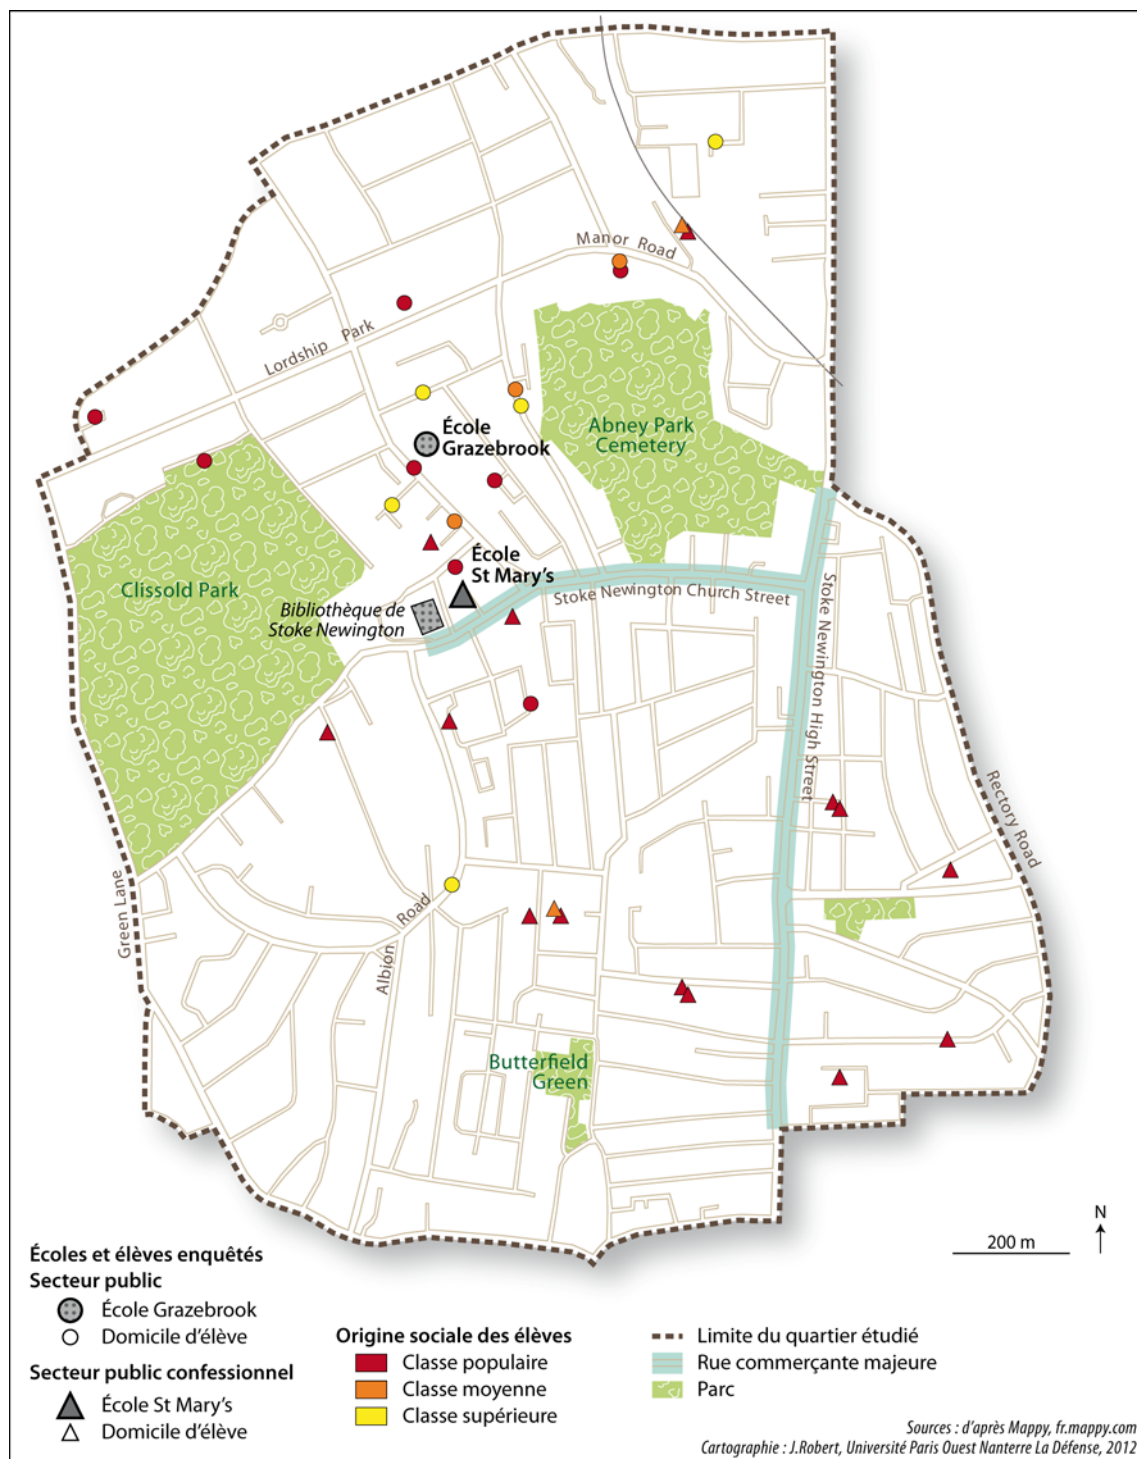 Manor Road
Lordship Park
École
Grazebrook
Abney Park
Cemetery
Clissold Park
École
St Mary's
Bibliothèque de
Stoke Newington
Stoke Newington Church Street
Stoke Newington High Street
Rectory Road
Green Lane
Albion Road
Butterfield
Green
N
200 m
Écoles et élèves enquêtés
Secteur public
École Grazebrook
Domicile d'élève
Secteur public confessionnel
École St Mary's
Domicile d'élève
Origine sociale des élèves
Classe populaire
Classe moyenne
Classe supérieure
Limite du quartier étudié
Rue commerçante majeure
Parc
Sources : d'après Mappy, fr.mappy.com
Cartographie : J.Robert, Université Paris Ouest Nanterre La Défense, 2012